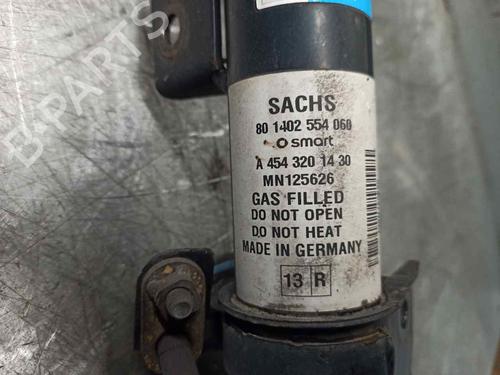 SACHS
80 1402 554 060
smart
A 454 320 14 30
MN125626
GAS FILLED
DO NOT OPEN
DO NOT HEAT
MADE IN GERMANY
13 R